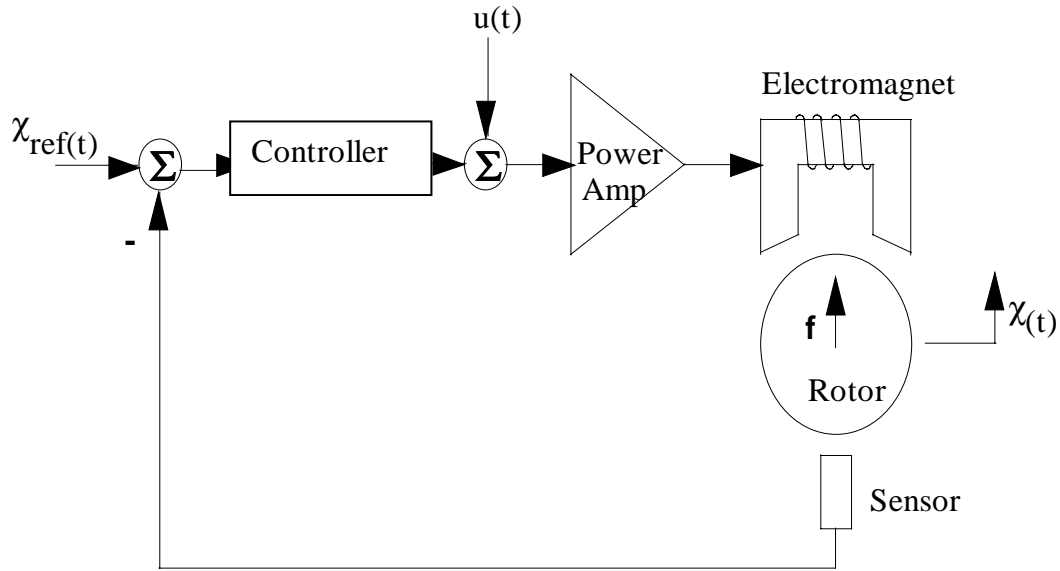 u(t)
Electromagnet
χref(t)
Σ
Controller
Σ
Power
Amp
-
f
χ(t)
Rotor
Sensor